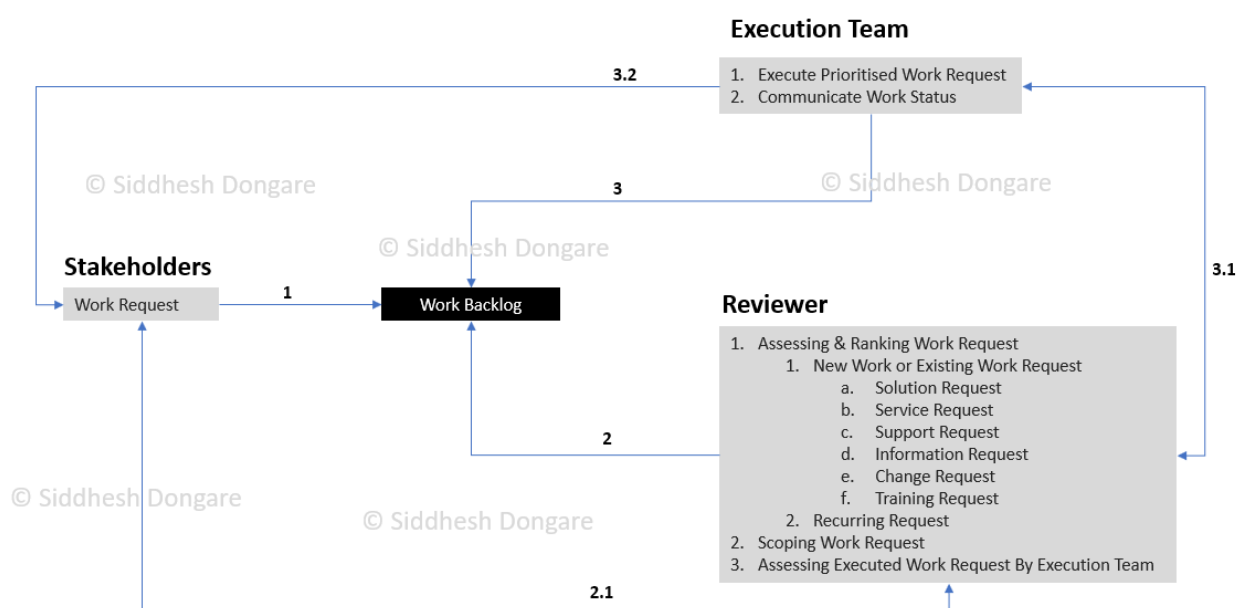 Execution Team
3.2
1. Execute Prioritised Work Request
2. Communicate Work Status
© Siddhesh Dongare
© Siddhesh Dongare
3
© Siddhesh Dongare
Stakeholders
3.1
Work Request
1
Work Backlog
Reviewer
1. Assessing & Ranking Work Request
1. New Work or Existing Work Request
a. Solution Request
b. Service Request
c. Support Request
d. Information Request
e. Change Request
f. Training Request
2. Recurring Request
2. Scoping Work Request
3. Assessing Executed Work Request By Execution Team
2
© Siddhesh Dongare
© Siddhesh Dongare
2.1